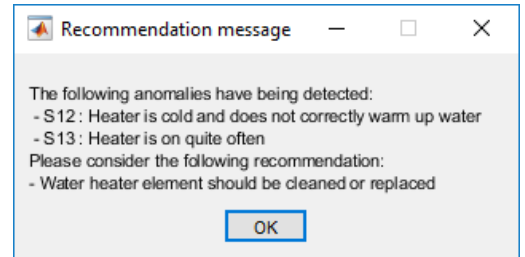 Recommendation message
The following anomalies have being detected:
- S12 : Heater is cold and does not correctly warm up water
- S13 : Heater is on quite often
Please consider the following recommendation:
- Water heater element should be cleaned or replaced
OK